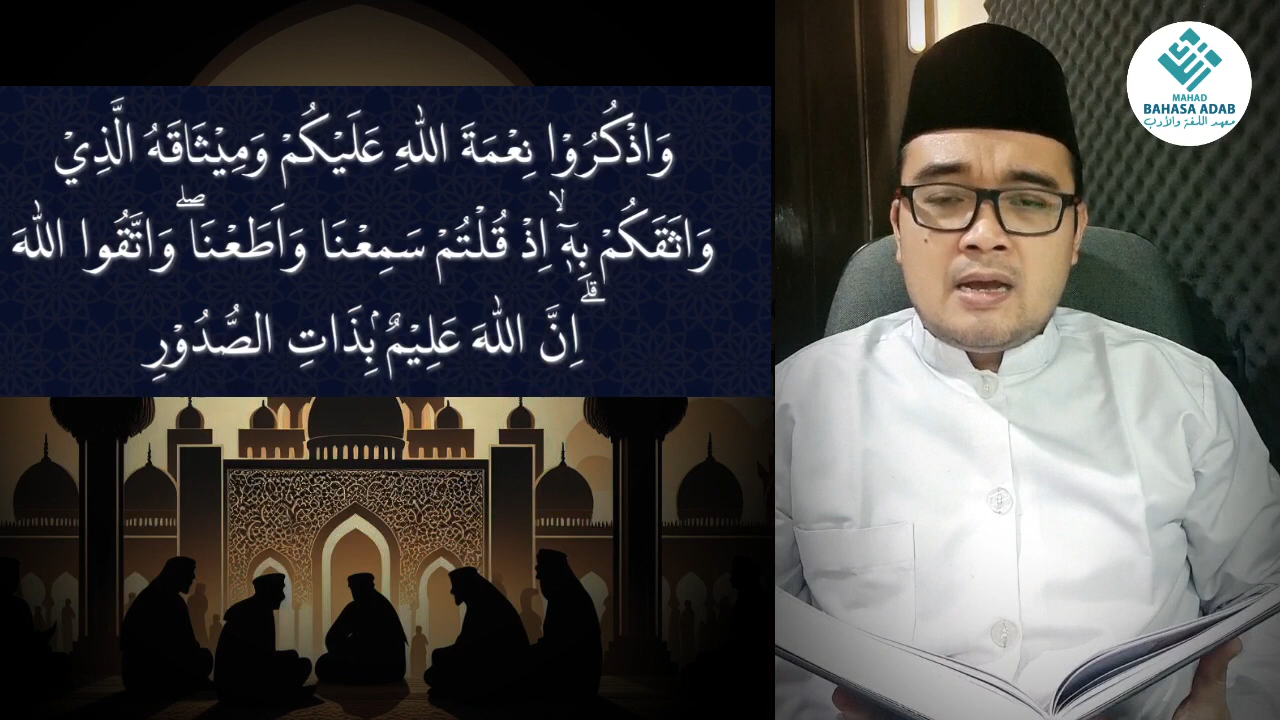 وَاذْكُرُوْا نِعْمَةَ اللّٰهِ عَلَيْكُمْ وَمِيْثَاقَهُ الَّذِيْ
وَاثَقَكُمْ بِهٖٓ ۙاِذْ قُلْتُمْ سَمِعْنَا وَاَطَعْنَا ۖوَاتَّقُوا اللّٰهَ
ۗاِنَّ اللّٰهَ عَلِيْمٌ ۢبِذَاتِ الصُّدُوْرِ
MAHAD
BAHASA ADAB
معهد اللغة والأدب